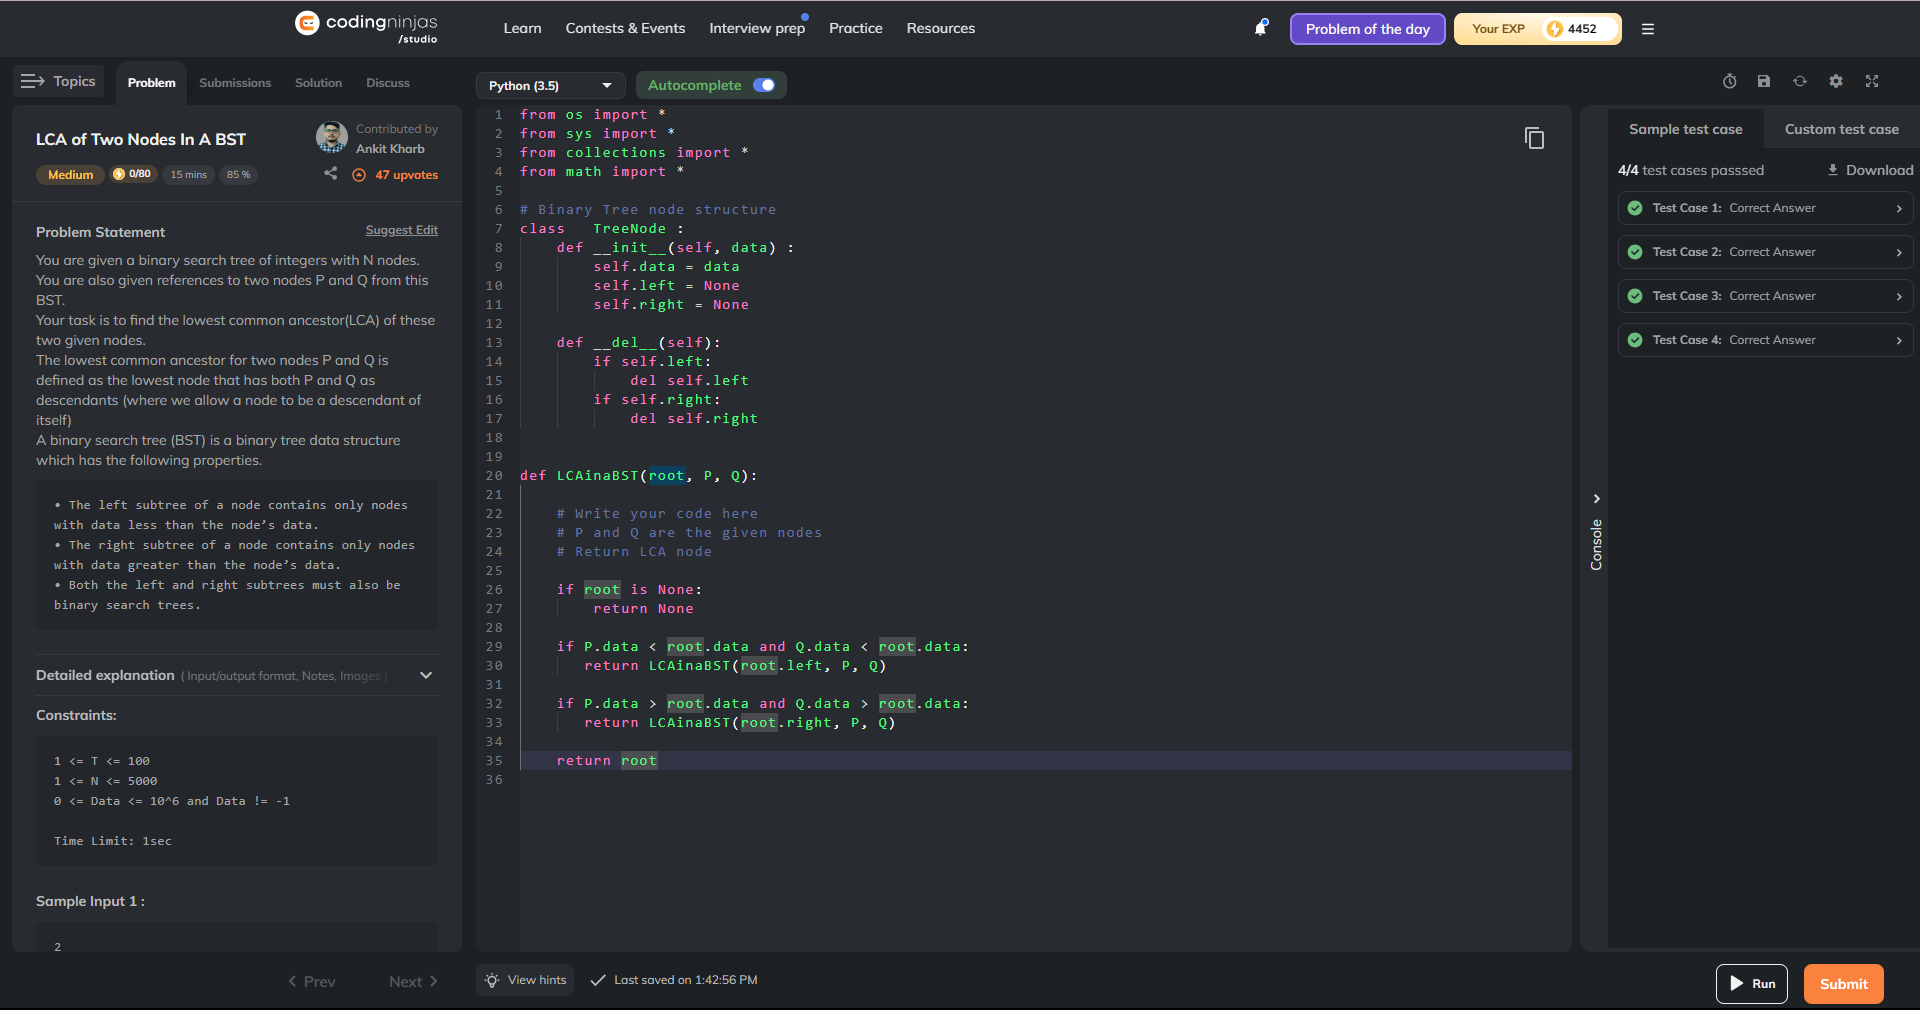 codingninjas
/studio
Learn
Contests & Events
Interview prep
Practice
Resources
Problem of the day
Your EXP
4452
Topics
Problem
Submissions
Solution
Discuss
LCA of Two Nodes In A BST
Contributed by
Ankit Kharb
Medium
0/80
15 mins
85 %
47 upvotes
Problem Statement
Suggest Edit
You are given a binary search tree of integers with N nodes.
You are also given references to two nodes P and Q from this
BST.
Your task is to find the lowest common ancestor(LCA) of these
two given nodes.
The lowest common ancestor for two nodes P and Q is
defined as the lowest node that has both P and Q as
descendants (where we allow a node to be a descendant of
itself)
A binary search tree (BST) is a binary tree data structure
which has the following properties.
• The left subtree of a node contains only nodes
with data less than the node’s data.
• The right subtree of a node contains only nodes
with data greater than the node’s data.
• Both the left and right subtrees must also be
binary search trees.
Detailed explanation ( Input/output format, Notes, Images )
Constraints:
1 <= T <= 100
1 <= N <= 5000
0 <= Data <= 10^6 and Data != -1
Time Limit: 1sec
Sample Input 1 :
2
Prev
Next
Python (3.5)
Autocomplete
1 from os import *
2 from sys import *
3 from collections import *
4 from math import *
5
6 # Binary Tree node structure
7 class   TreeNode :
8     def __init__(self, data) :
9         self.data = data
10         self.left = None
11         self.right = None
12
13     def __del__(self):
14         if self.left:
15             del self.left
16         if self.right:
17             del self.right
18
19
20 def LCAinaBST(root, P, Q):
21
22     # Write your code here
23     # P and Q are the given nodes
24     # Return LCA node
25
26     if root is None:
27         return None
28
29     if P.data < root.data and Q.data < root.data:
30        return LCAinaBST(root.left, P, Q)
31
32     if P.data > root.data and Q.data > root.data:
33        return LCAinaBST(root.right, P, Q)
34
35     return root
36
View hints
Last saved on 1:42:56 PM
Console
Sample test case
Custom test case
4/4 test cases passsed
Download
Test Case 1: Correct Answer
Test Case 2: Correct Answer
Test Case 3: Correct Answer
Test Case 4: Correct Answer
Run
Submit